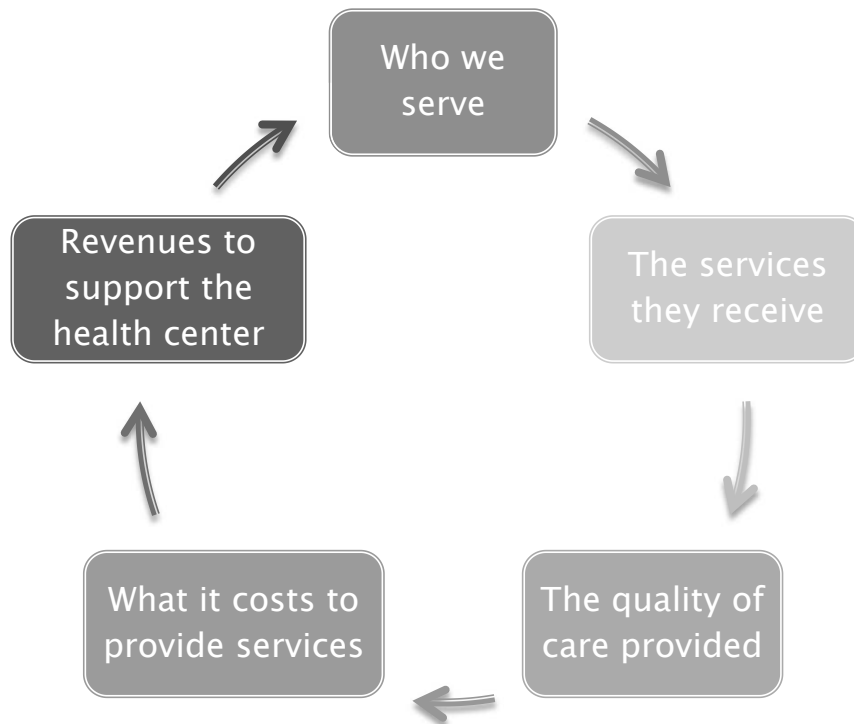 Who we
serve
The services
they receive
The quality of
care provided
What it costs to
provide services
Revenues to
support the
health center